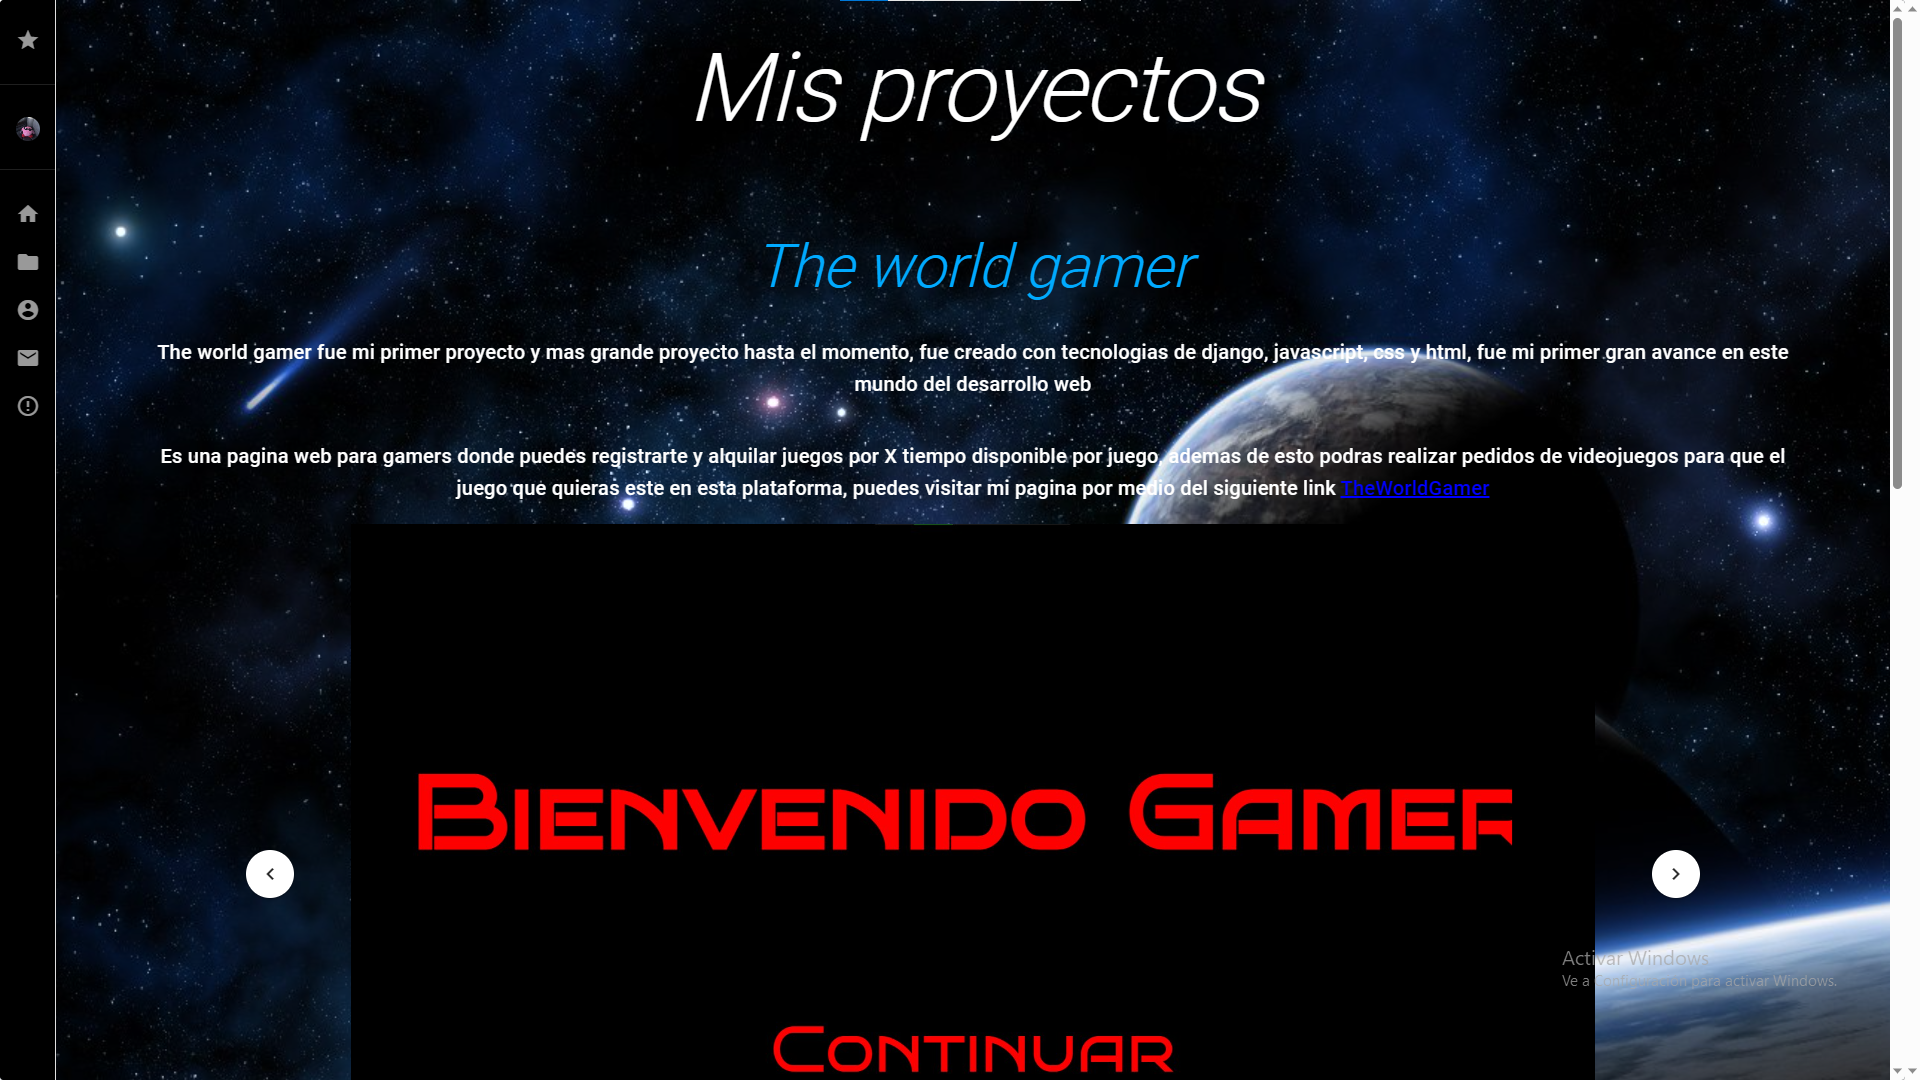 Mis proyectos
The world gamer
The world gamer fue mi primer proyecto y mas grande proyecto hasta el momento, fue creado con tecnologias de django, javascript, css y html, fue mi primer gran avance en este
mundo del desarrollo web
Es una pagina web para gamers donde puedes registrarte y alquilar juegos por X tiempo disponible por juego, ademas de esto podras realizar pedidos de videojuegos para que el
juego que quieras este en esta plataforma, puedes visitar mi pagina por medio del siguiente link TheWorldGamer
Bienvenido Gamer
Activar Windows
Ve a Configuración para activar Windows.
Continuar